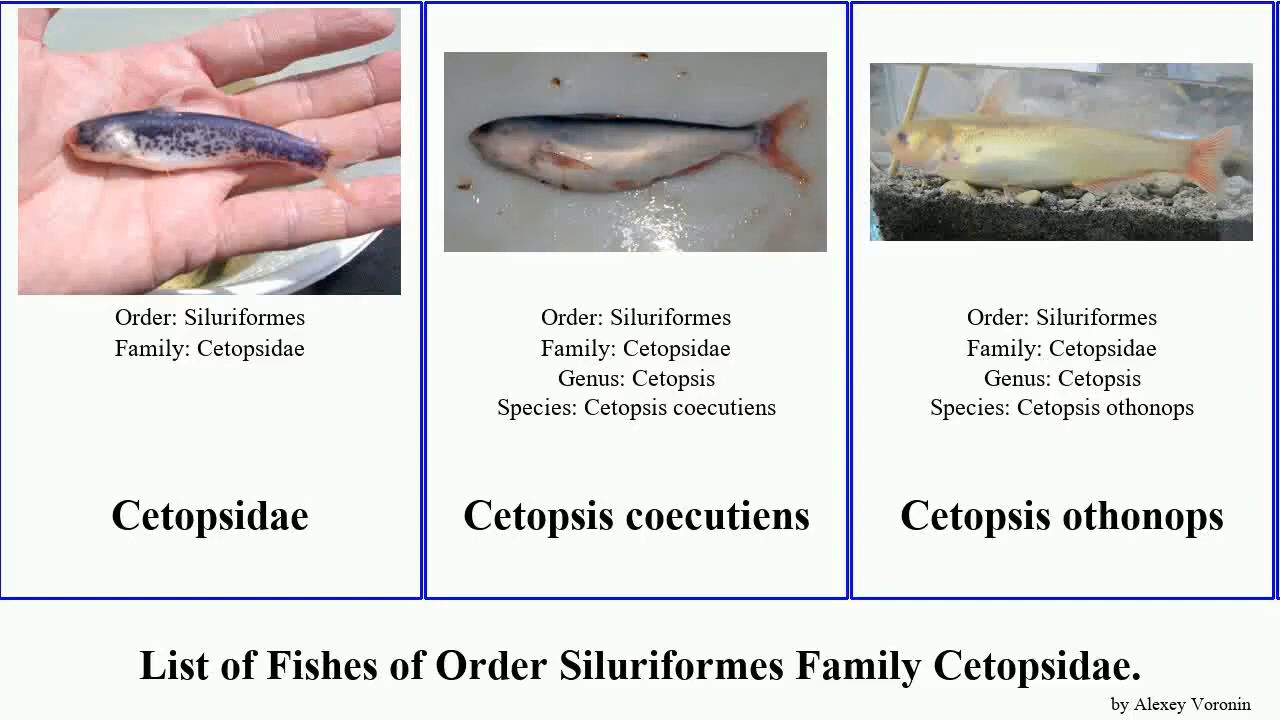 Order: Siluriformes
Family: Cetopsidae
Cetopsidae
Order: Siluriformes
Family: Cetopsidae
Genus: Cetopsis
Species: Cetopsis coecutiens
Cetopsis coecutiens
Order: Siluriformes
Family: Cetopsidae
Genus: Cetopsis
Species: Cetopsis othonops
Cetopsis othonops
List of Fishes of Order Siluriformes Family Cetopsidae.
by Alexey Voronin